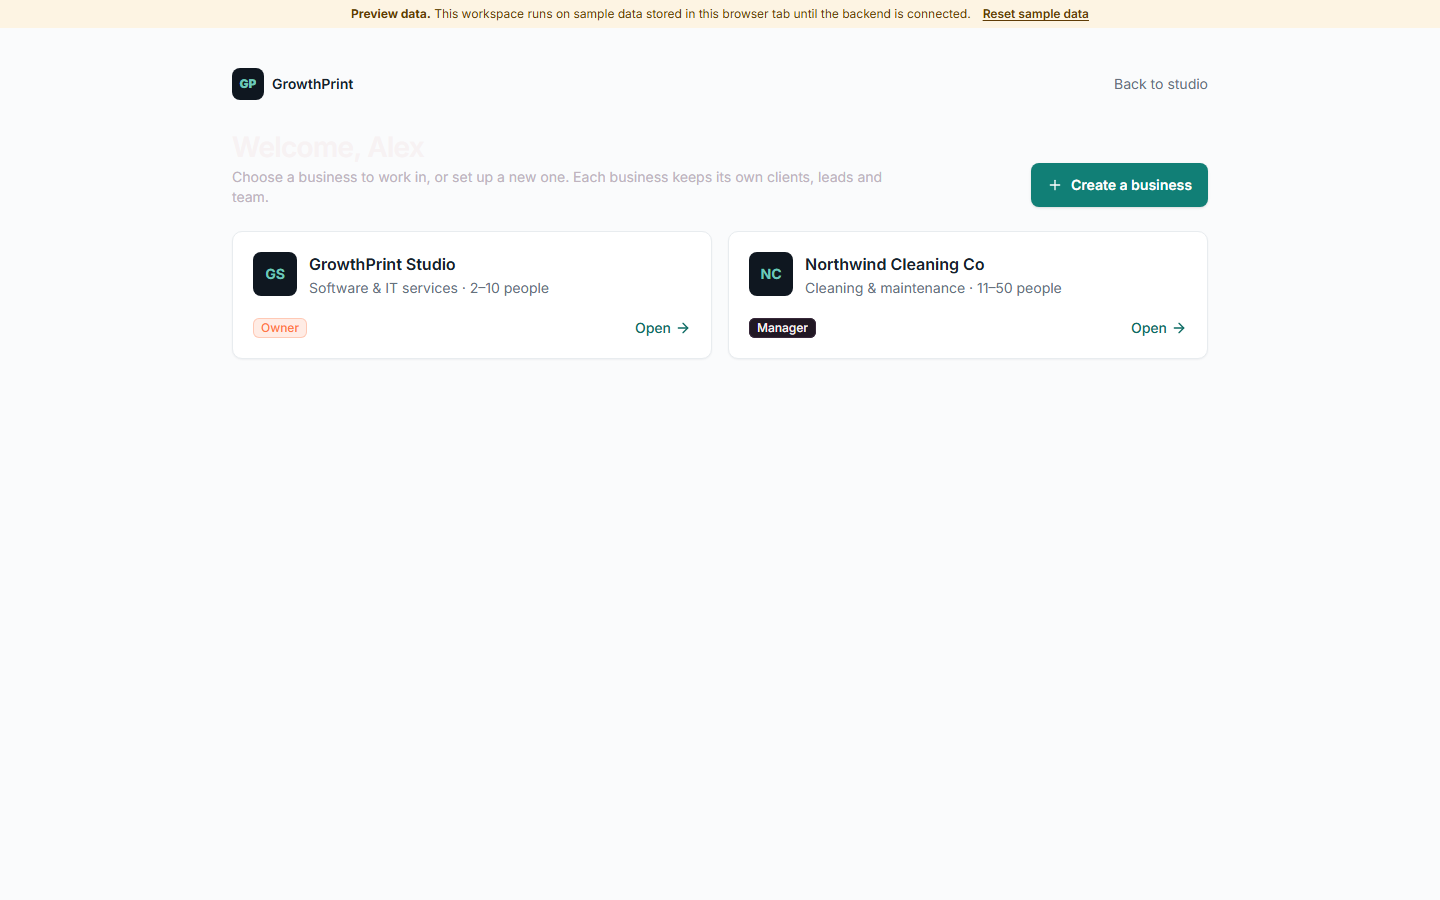 Preview data. This workspace runs on sample data stored in this browser tab until the backend is connected. Reset sample data
GP GrowthPrint
Back to studio
Welcome, Alex
Choose a business to work in, or set up a new one. Each business keeps its own clients, leads and
team.
+ Create a business
GS
GrowthPrint Studio
Software & IT services · 2–10 people
Owner
Open →
NC
Northwind Cleaning Co
Cleaning & maintenance · 11–50 people
Manager
Open →